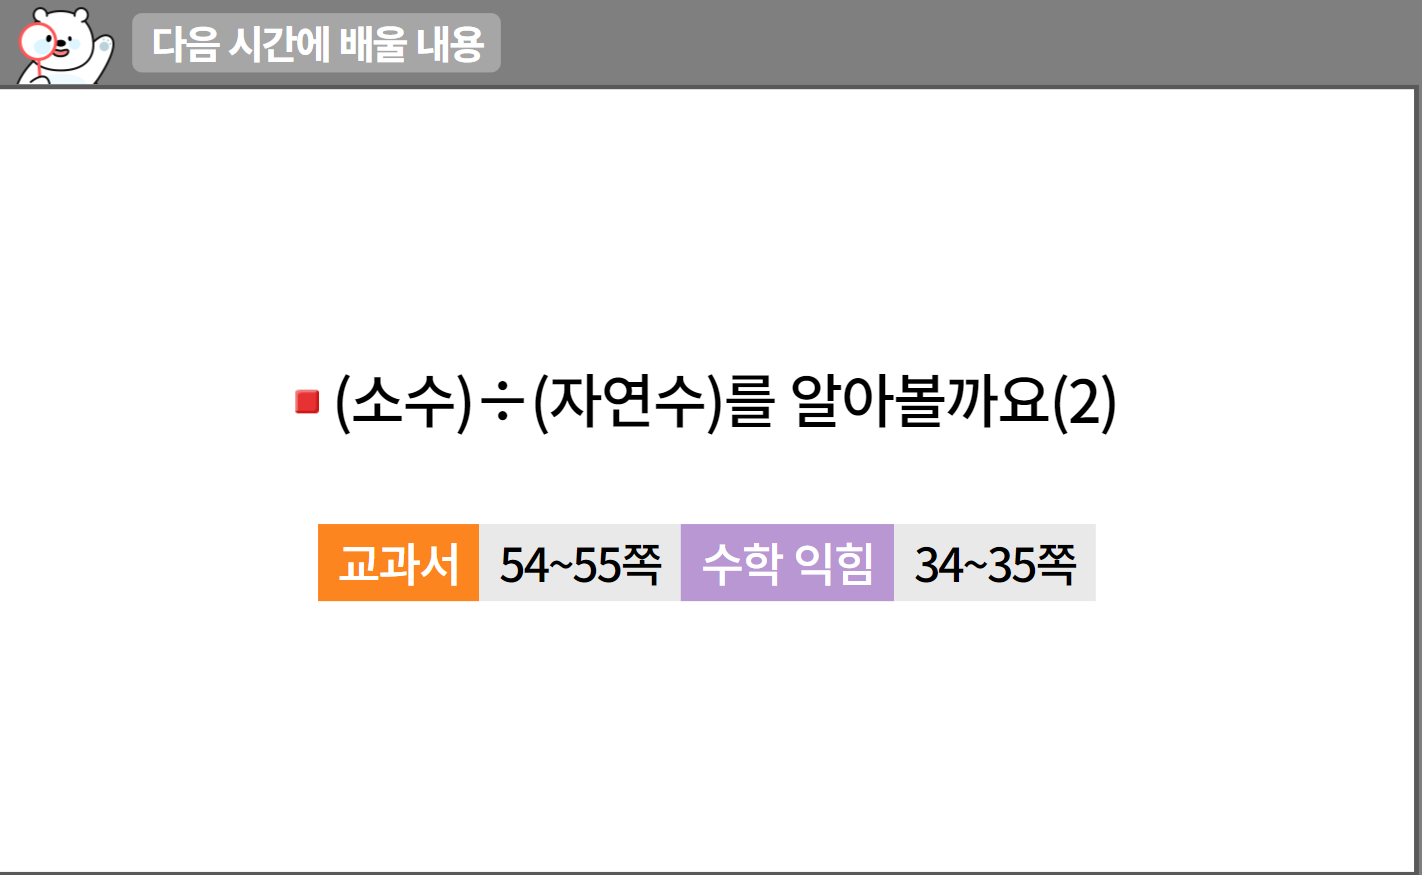 다음 시간에 배울 내용
(소수)÷(자연수)를 알아볼까요(2)
교과서 54~55쪽 수학 익힘 34~35쪽